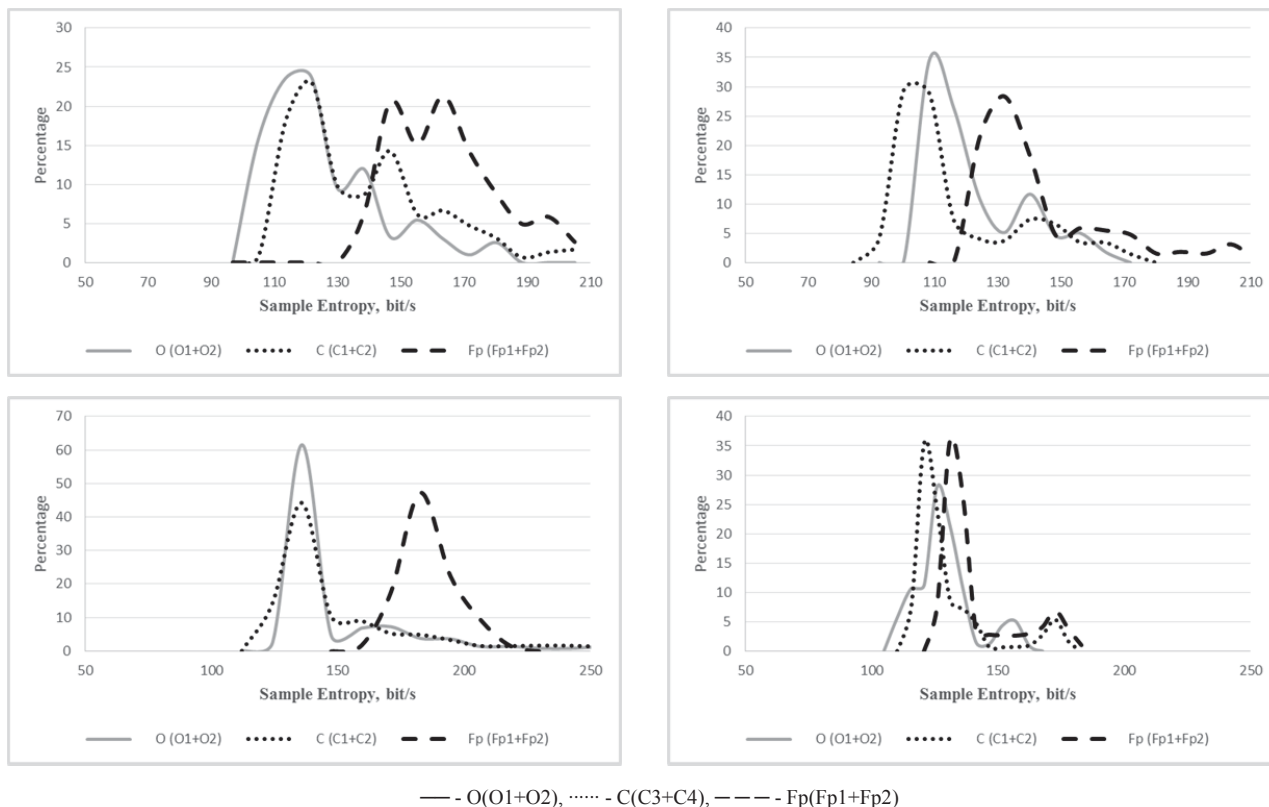 30
25
20
15
10
5
0
Percentage
50 70 90 110 130 150 170 190 210
Sample Entropy, bit/s
O (O1+O2) C (C1+C2) Fp (Fp1+Fp2)
40
35
30
25
20
15
10
5
0
Percentage
50 70 90 110 130 150 170 190 210
Sample Entropy, bit/s
O (O1+O2) C (C1+C2) Fp (Fp1+Fp2)
70
60
50
40
30
20
10
0
Percentage
50 100 150 200 250
Sample Entropy, bit/s
O (O1+O2) C (C1+C2) Fp (Fp1+Fp2)
40
35
30
25
20
15
10
5
0
Percentage
50 100 150 200 250
Sample Entropy, bit/s
O (O1+O2) C (C1+C2) Fp (Fp1+Fp2)
—— - O(O1+O2), ······ - C(C3+C4), — — — - Fp(Fp1+Fp2)